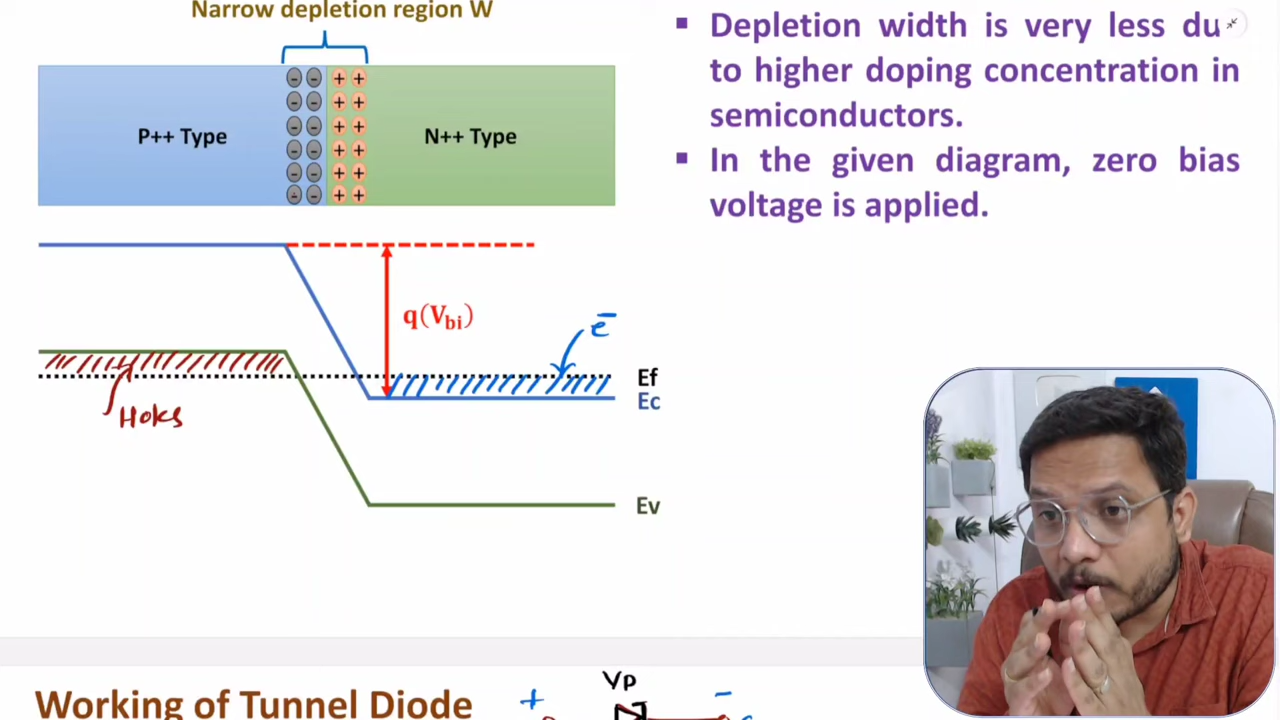 Narrow depletion region W
P++ Type
N++ Type
q(Vbi)
e-
Ef
Ec
Holes
Ev
▪ Depletion width is very less du
to higher doping concentration in
semiconductors.
▪ In the given diagram, zero bias
voltage is applied.
Working of Tunnel Diode
+ Vp -